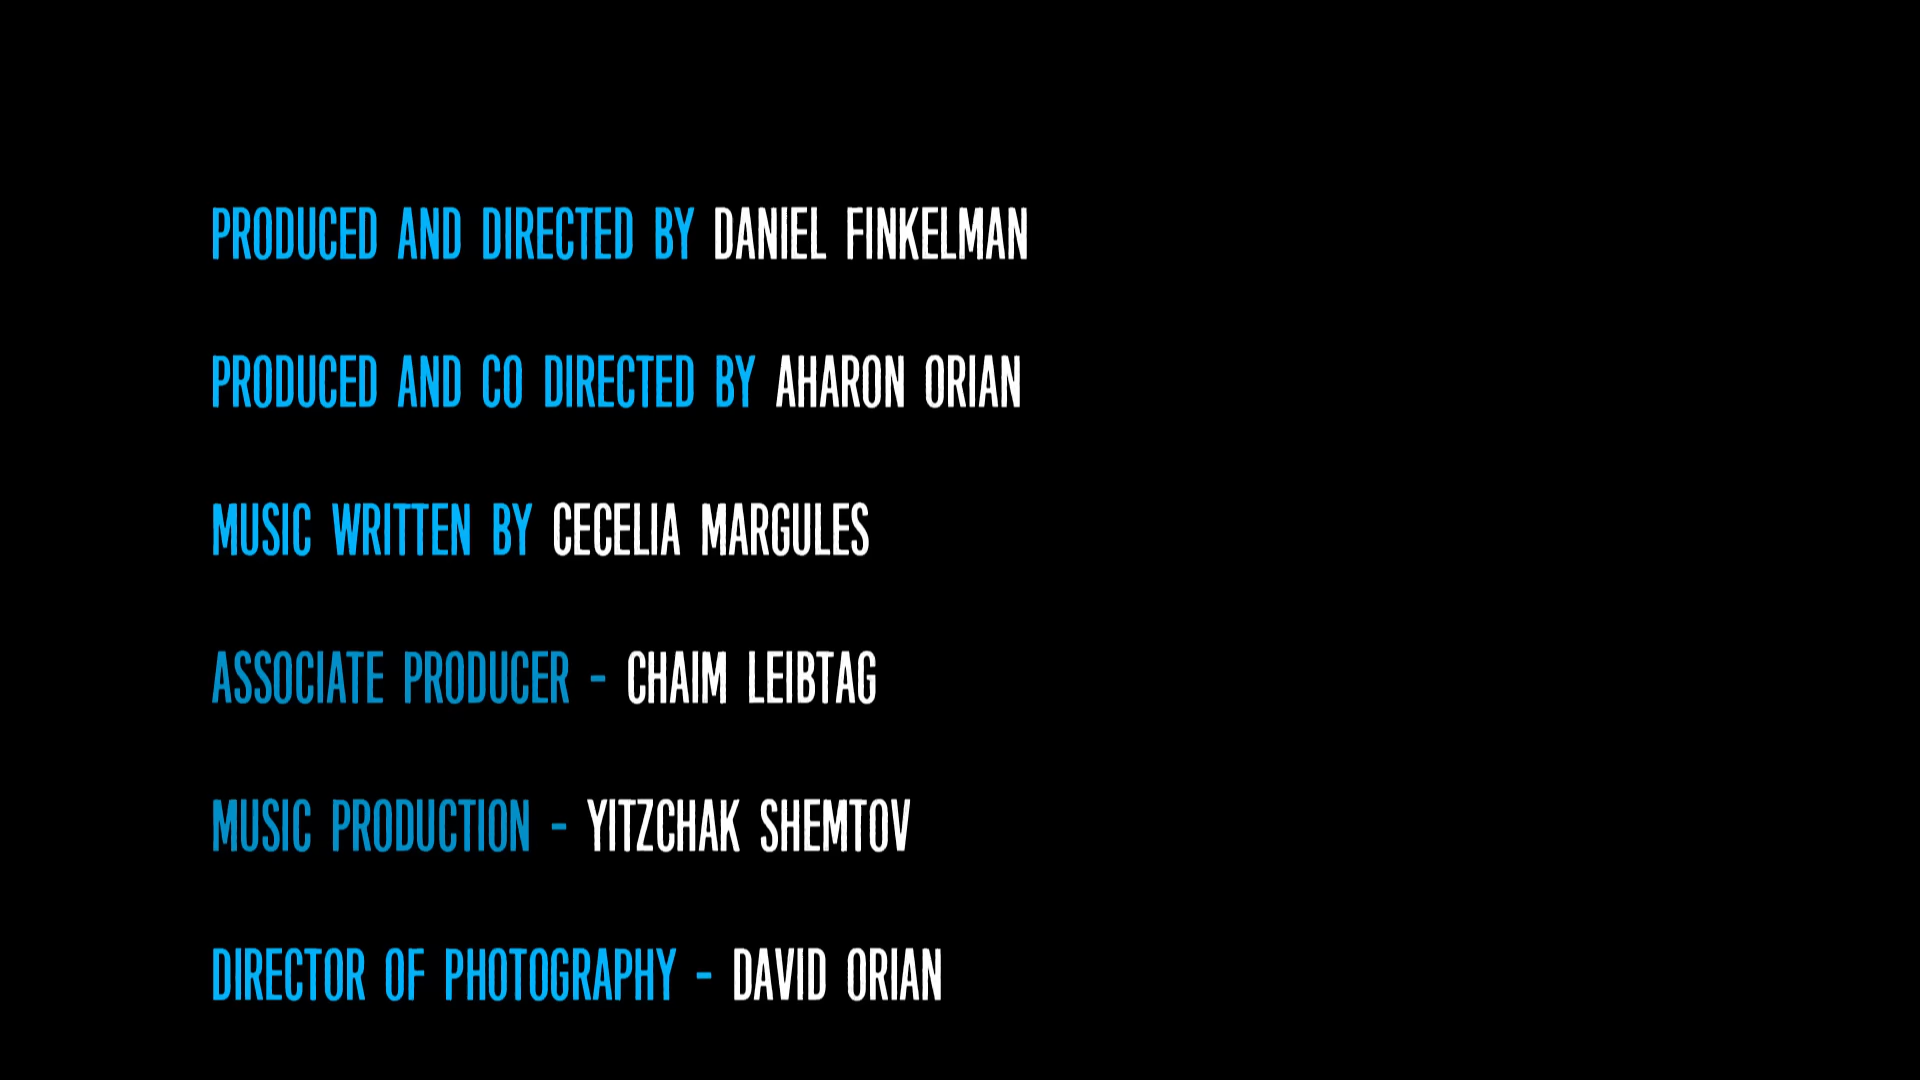 PRODUCED AND DIRECTED BY DANIEL FINKELMAN
PRODUCED AND CO DIRECTED BY AHARON ORIAN
MUSIC WRITTEN BY CECELIA MARGULES
ASSOCIATE PRODUCER - CHAIM LEIBTAG
MUSIC PRODUCTION - YITZCHAK SHEMTOV
DIRECTOR OF PHOTOGRAPHY - DAVID ORIAN